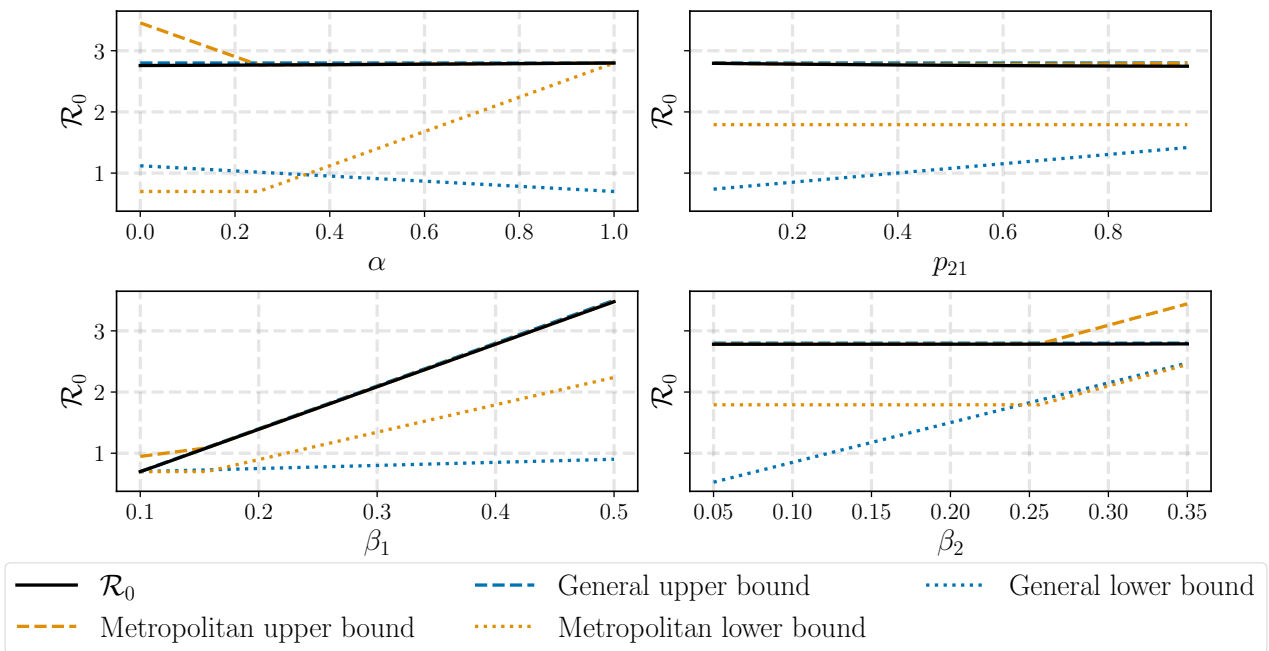 3
2
1
R₀
0.0 0.2 0.4 0.6 0.8 1.0
α
R₀
0.2 0.4 0.6 0.8
p₂₁
3
2
1
R₀
0.1 0.2 0.3 0.4 0.5
β₁
R₀
0.05 0.10 0.15 0.20 0.25 0.30 0.35
β₂
R₀ General upper bound General lower bound
Metropolitan upper bound Metropolitan lower bound